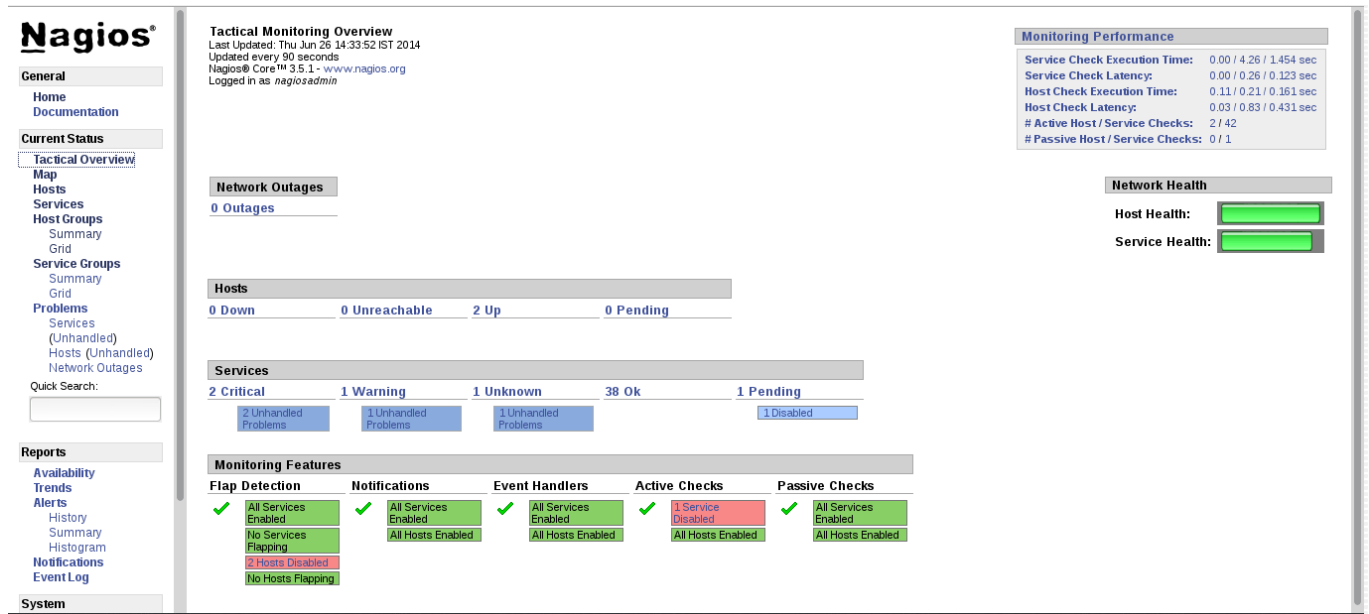 Nagios®
General
Home
Documentation
Current Status
Tactical Overview
Map
Hosts
Services
Host Groups
Summary
Grid
Service Groups
Summary
Grid
Problems
Services
(Unhandled)
Hosts (Unhandled)
Network Outages
Quick Search:
Reports
Availability
Trends
Alerts
History
Summary
Histogram
Notifications
Event Log
System
Tactical Monitoring Overview
Last Updated: Thu Jun 26 14:33:52 IST 2014
Updated every 90 seconds
Nagios® Core™ 3.5.1 - www.nagios.org
Logged in as nagiosadmin
Monitoring Performance
Service Check Execution Time: 0.00 / 4.26 / 1.454 sec
Service Check Latency: 0.00 / 0.26 / 0.123 sec
Host Check Execution Time: 0.11 / 0.21 / 0.161 sec
Host Check Latency: 0.03 / 0.83 / 0.431 sec
# Active Host / Service Checks: 2 / 42
# Passive Host / Service Checks: 0 / 1
Network Outages
0 Outages
Network Health
Host Health:
Service Health:
Hosts
0 Down 0 Unreachable 2 Up 0 Pending
Services
2 Critical 1 Warning 1 Unknown 38 Ok 1 Pending
2 Unhandled Problems
1 Unhandled Problems
1 Unhandled Problems
1 Disabled
Monitoring Features
Flap Detection Notifications Event Handlers Active Checks Passive Checks
All Services Enabled
No Services Flapping
2 Hosts Disabled
No Hosts Flapping
All Services Enabled
All Hosts Enabled
All Services Enabled
All Hosts Enabled
1 Service Disabled
All Hosts Enabled
All Services Enabled
All Hosts Enabled